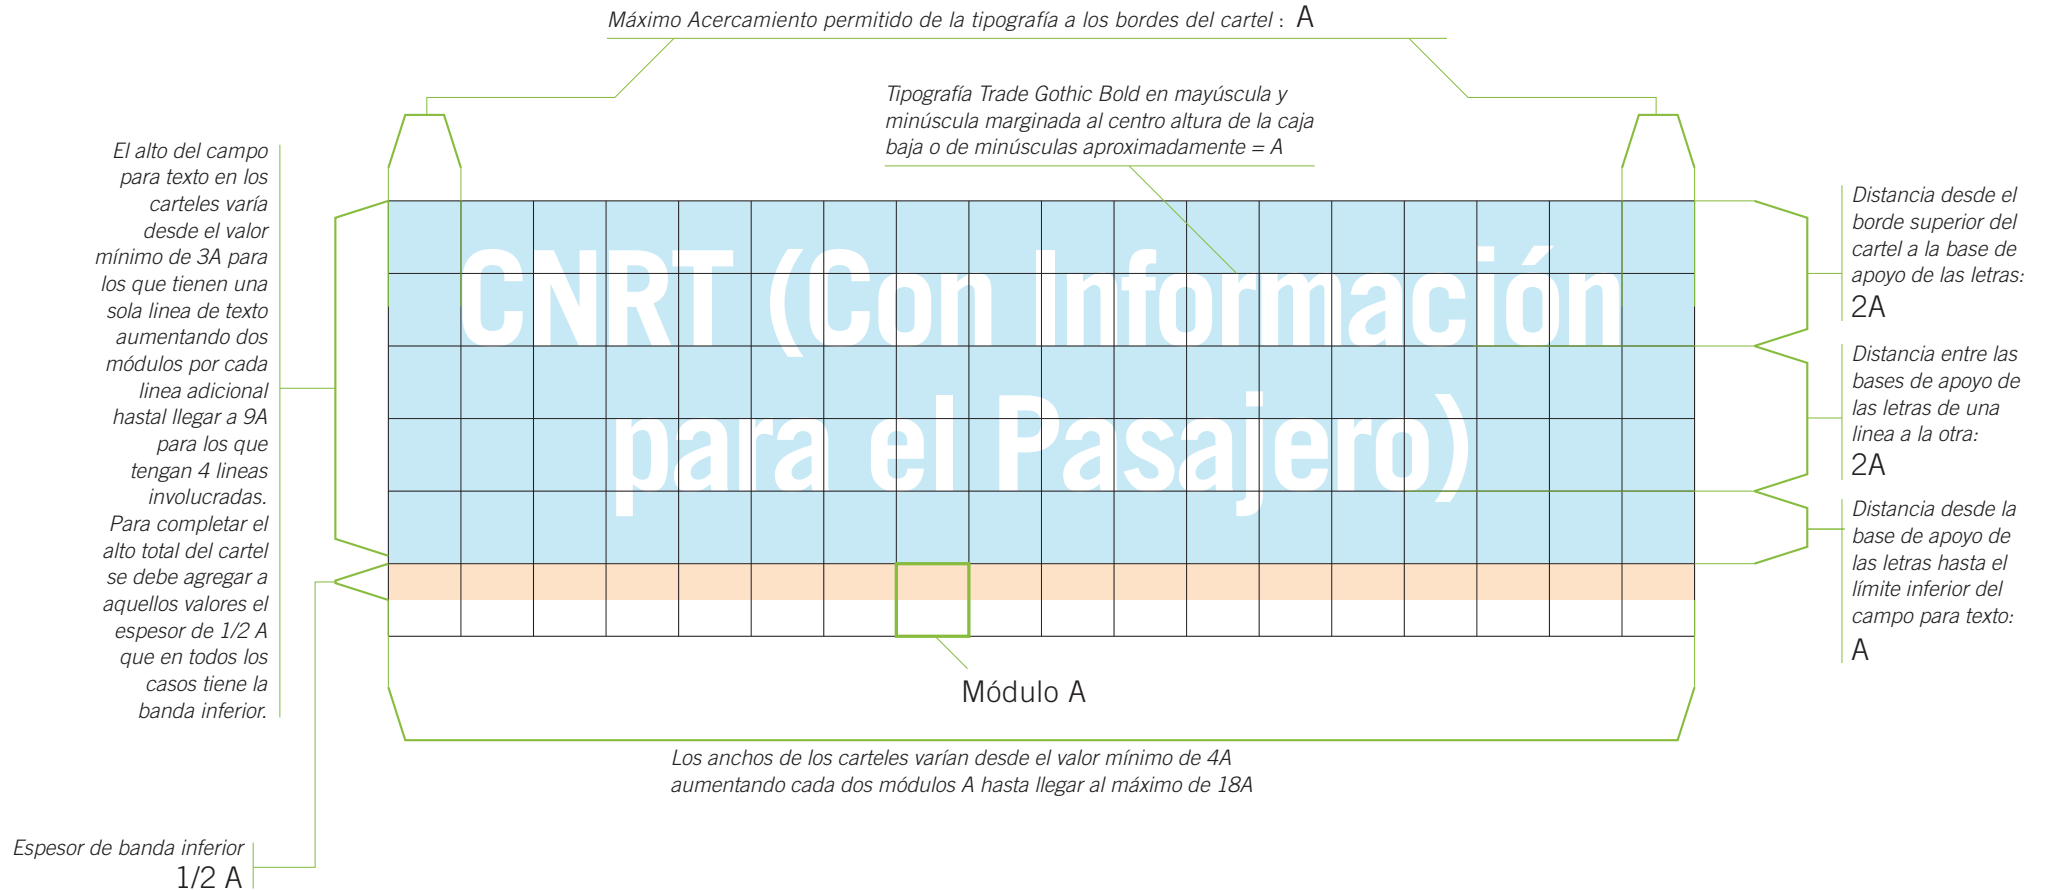 Máximo Acercamiento permitido de la tipografía a los bordes del cartel : A
Tipografía Trade Gothic Bold en mayúscula y
minúscula marginada al centro altura de la caja
baja o de minúsculas aproximadamente = A
El alto del campo
para texto en los
carteles varía
desde el valor
mínimo de 3A para
los que tienen una
sola linea de texto
aumentando dos
módulos por cada
linea adicional
hastal llegar a 9A
para los que
tengan 4 lineas
involucradas.
Para completar el
alto total del cartel
se debe agregar a
aquellos valores el
espesor de 1/2 A
que en todos los
casos tiene la
banda inferior.
CNRT (Con Información
para el Pasajero)
Distancia desde el
borde superior del
cartel a la base de
apoyo de las letras:
2A
Distancia entre las
bases de apoyo de
las letras de una
linea a la otra:
2A
Distancia desde la
base de apoyo de
las letras hasta el
límite inferior del
campo para texto:
A
Módulo A
Los anchos de los carteles varían desde el valor mínimo de 4A
aumentando cada dos módulos A hasta llegar al máximo de 18A
Espesor de banda inferior
1/2 A